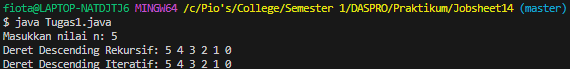 fiota@LAPTOP-NATDJTJ6 MINGW64 /c/Pio's/College/Semester 1/DASPRO/Praktikum/Jobsheet14 (master)
$ java Tugas1.java
Masukkan nilai n: 5
Deret Descending Rekursif: 5 4 3 2 1 0
Deret Descending Iteratif: 5 4 3 2 1 0